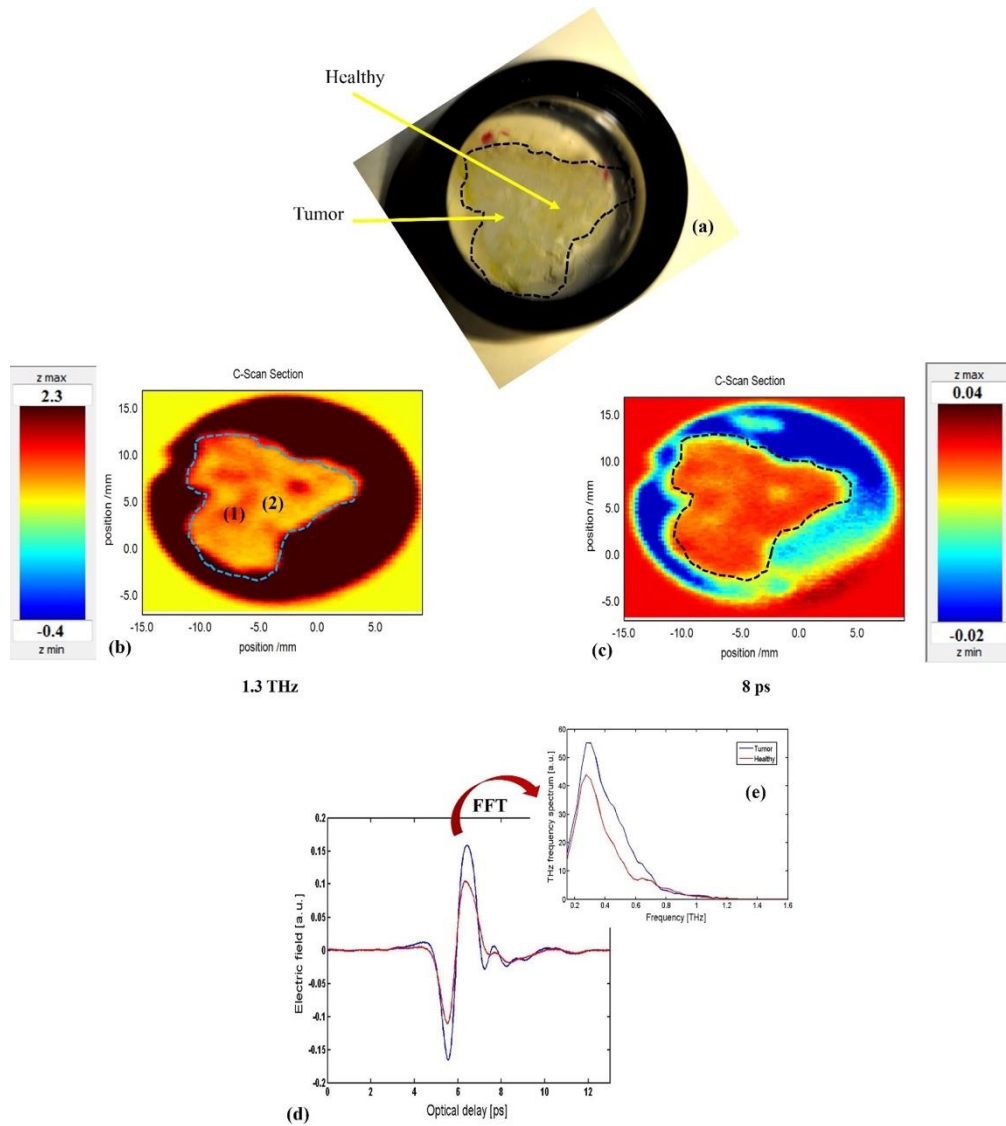 Healthy
Tumor
(a)
z max
2.3
-0.4
z min
C-Scan Section
15.0
10.0
5.0
0.0
-5.0
position /mm
(1)
(2)
-15.0 -10.0 -5.0 0.0 5.0
position /mm
(b)
1.3 THz
C-Scan Section
15.0
10.0
5.0
0.0
-5.0
position /mm
-15.0 -10.0 -5.0 0.0 5.0
position /mm
(c)
8 ps
z max
0.04
-0.02
z min
FFT
60
50
40
30
20
10
0
THz frequency spectrum [a.u.]
Tumor
Healthy
(e)
0.2 0.4 0.6 0.8 1 1.2 1.4 1.6
Frequency [THz]
0.2
0.15
0.1
0.05
0
-0.05
-0.1
-0.15
-0.2
Electric field [a.u.]
0 2 4 6 8 10 12
Optical delay [ps]
(d)